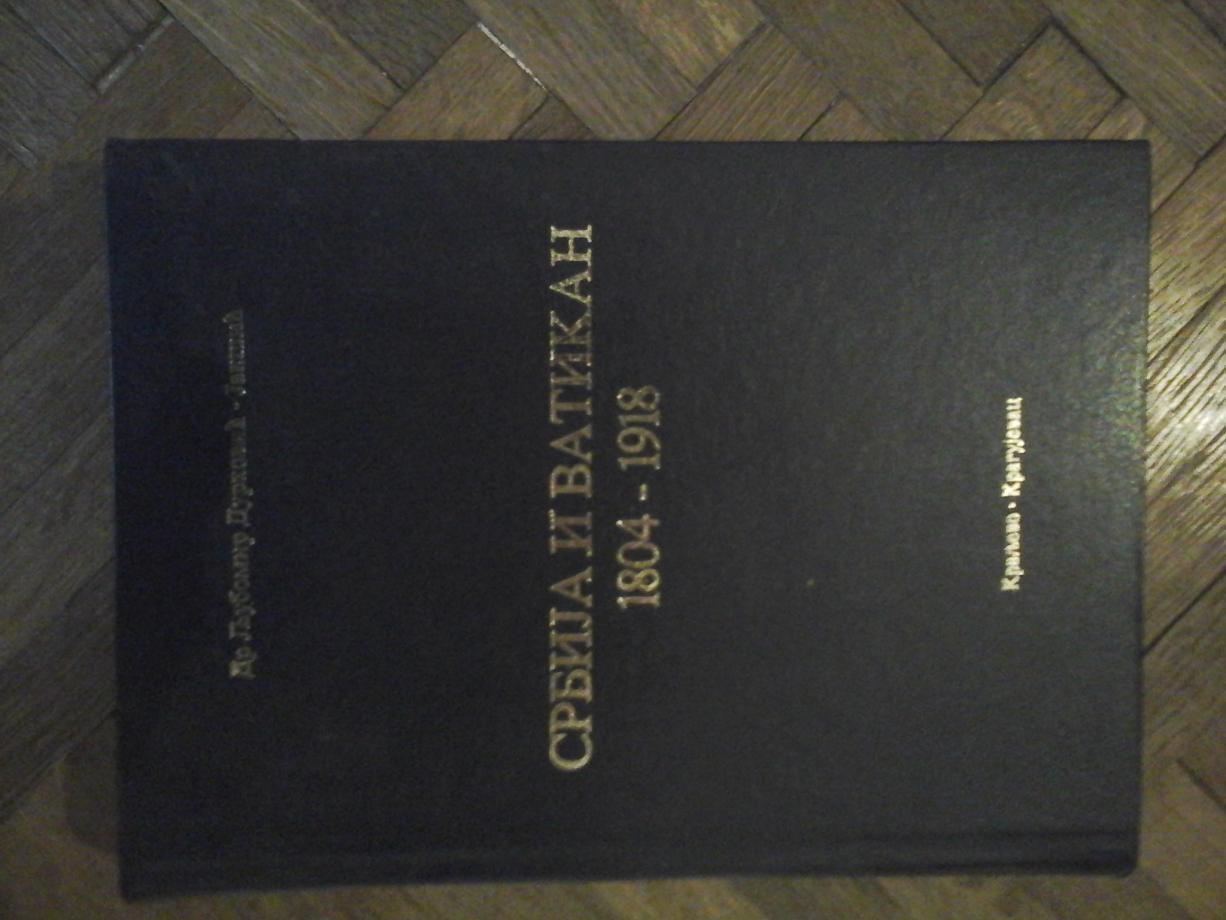 Др Љубомир Дурковић - Јакшић
СРБИЈА И ВАТИКАН
1804 - 1918
Краљево - Крагујевац